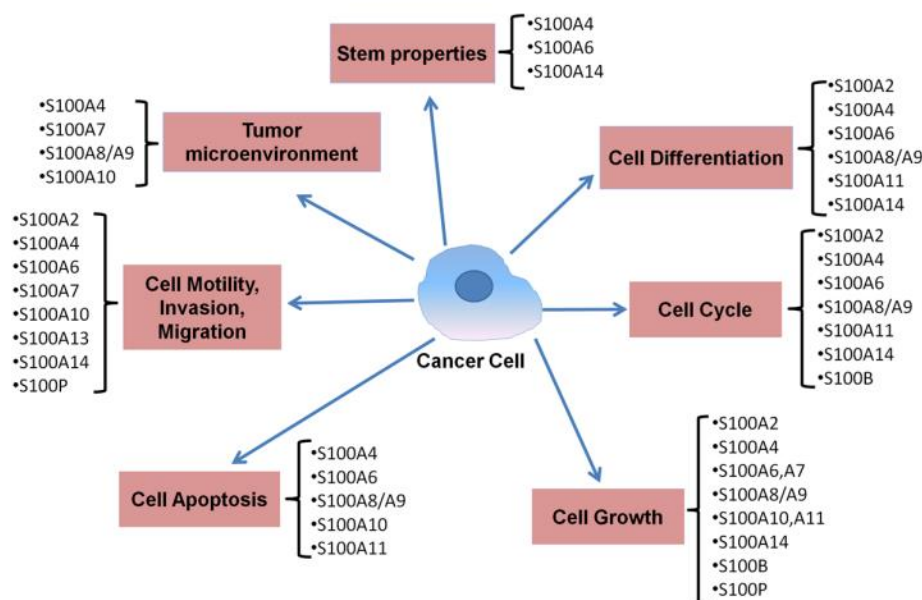 Stem properties
•S100A4
•S100A6
•S100A14
•S100A4
•S100A7
•S100A8/A9
•S100A10
Tumor
microenvironment
Cell Differentiation
•S100A2
•S100A4
•S100A6
•S100A8/A9
•S100A11
•S100A14
•S100A2
•S100A4
•S100A6
•S100A7
•S100A10
•S100A13
•S100A14
•S100P
Cell Motility,
Invasion,
Migration
Cancer Cell
Cell Cycle
•S100A2
•S100A4
•S100A6
•S100A8/A9
•S100A11
•S100A14
•S100B
Cell Apoptosis
•S100A4
•S100A6
•S100A8/A9
•S100A10
•S100A11
Cell Growth
•S100A2
•S100A4
•S100A6,A7
•S100A8/A9
•S100A10,A11
•S100A14
•S100B
•S100P